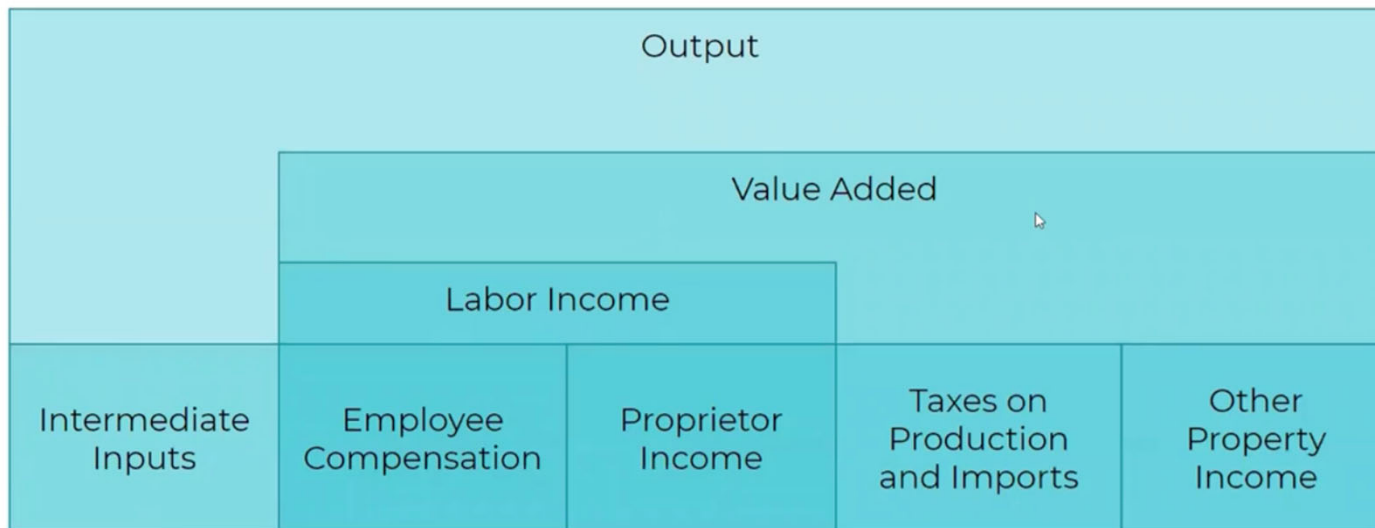 Output
Value Added
Labor Income
Intermediate
Inputs
Employee
Compensation
Proprietor
Income
Taxes on
Production
and Imports
Other
Property
Income